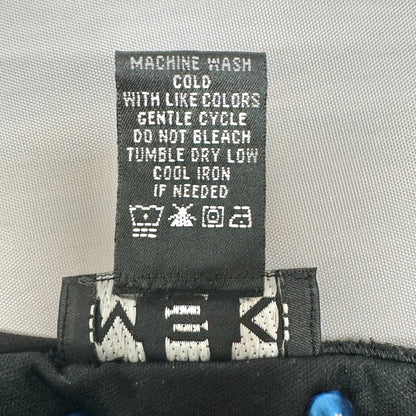 MACHINE WASH
COLD
WITH LIKE COLORS
GENTLE CYCLE
DO NOT BLEACH
TUMBLE DRY LOW
COOL IRON
IF NEEDED